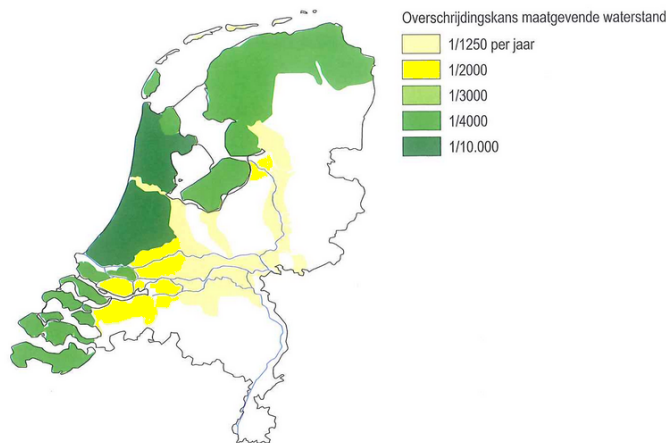 Overschrijdingskans maatgevende waterstand
1/1250 per jaar
1/2000
1/3000
1/4000
1/10.000